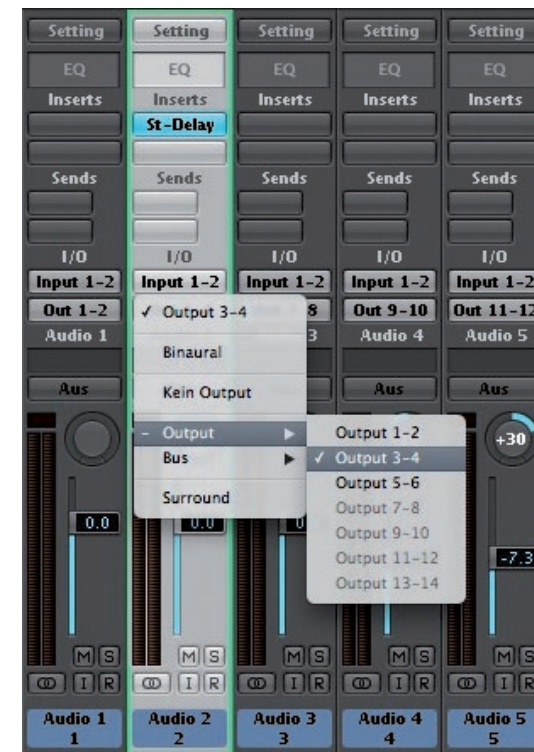 Setting Setting Setting Setting Setting
EQ EQ EQ EQ EQ
Inserts Inserts Inserts Inserts Inserts
St-Delay
Sends Sends Sends Sends Sends
I/O I/O I/O I/O I/O
Input 1-2 Input 1-2 Input 1-2 Input 1-2 Input 1-2
Out 1-2 8 Out 9-10 Out 11-12
Audio 1 3 Audio 4 Audio 5
Aus Aus Aus
✓ Output 3-4
Binaural
Kein Output
- Output ▶
Bus ▶
Surround
Output 1-2
✓ Output 3-4
Output 5-6
Output 7-8
Output 9-10
Output 11-12
Output 13-14
+30
0.0 0.0 -7.3
M S M S M S M S M S
I R I R I R I R I R
Audio 1 Audio 2 Audio 3 Audio 4 Audio 5
1 2 3 4 5